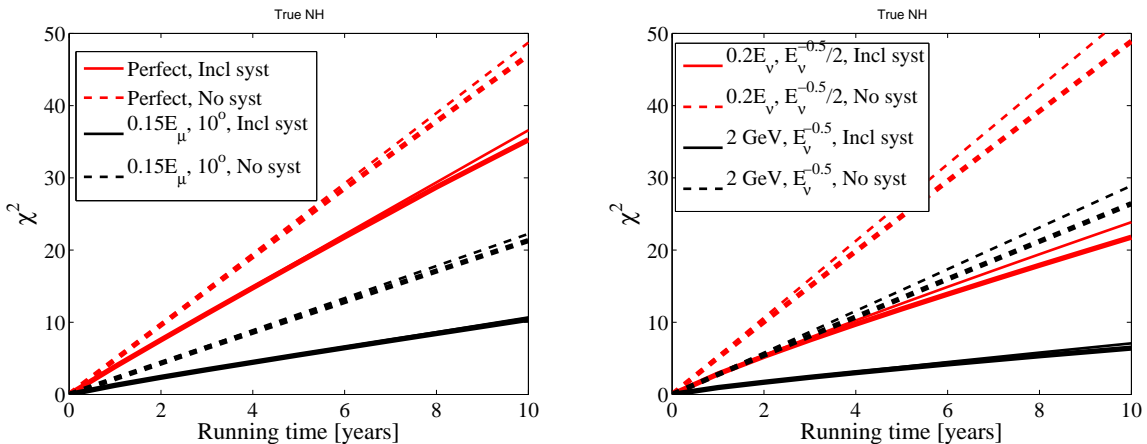 True NH
50
40
30
20
10
0
χ²
Perfect, Incl syst
Perfect, No syst
0.15E_μ, 10°, Incl syst
0.15E_μ, 10°, No syst
0 2 4 6 8 10
Running time [years]
True NH
50
40
30
20
10
0
χ²
0.2E_ν, E_ν^−0.5/2, Incl syst
0.2E_ν, E_ν^−0.5/2, No syst
2 GeV, E_ν^−0.5, Incl syst
2 GeV, E_ν^−0.5, No syst
0 2 4 6 8 10
Running time [years]